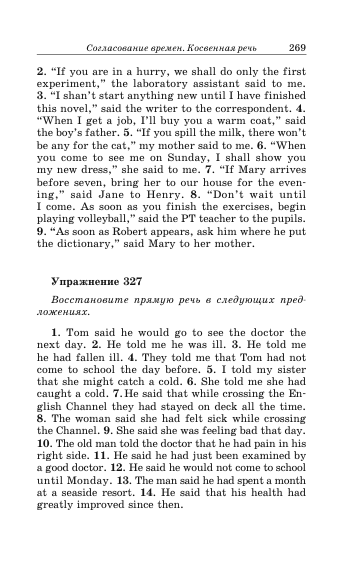 Согласование времен. Косвенная речь 269
2. “If you are in a hurry, we shall do only the first
experiment,” the laboratory assistant said to me.
3. “I shan't start anything new until I have finished
this novel,” said the writer to the correspondent. 4.
“When I get a job, I’ll buy you a warm coat,” said
the boy’s father. 5. “If you spill the milk, there won’t
be any for the cat,” my mother said to me. 6. “When
you come to see me on Sunday, I shall show you
my new dress,” she said to me. 7. “If Mary arrives
before seven, bring her to our house for the even-
ing,” said Jane to Henry. 8. “Don’t wait until
I come. As soon as you finish the exercises, begin
playing volleyball,” said the PT teacher to the pupils.
9. “As soon as Robert appears, ask him where he put
the dictionary,” said Mary to her mother.
Упражнение 327
Восстановите прямую речь в следующих пред-
ложениях.
1. Tom said he would go to see the doctor the
next day. 2. He told me he was ill. 3. He told me
he had fallen ill. 4. They told me that Tom had not
come to school the day before. 5. I told my sister
that she might catch a cold. 6. She told me she had
caught a cold. 7. He said that while crossing the En-
glish Channel they had stayed on deck all the time.
8. The woman said she had felt sick while crossing
the Channel. 9. She said she was feeling bad that day.
10. The old man told the doctor that he had pain in his
right side. 11. He said he had just been examined by
a good doctor. 12. He said he would not come to school
until Monday. 13. The man said he had spent a month
at a seaside resort. 14. He said that his health had
greatly improved since then.